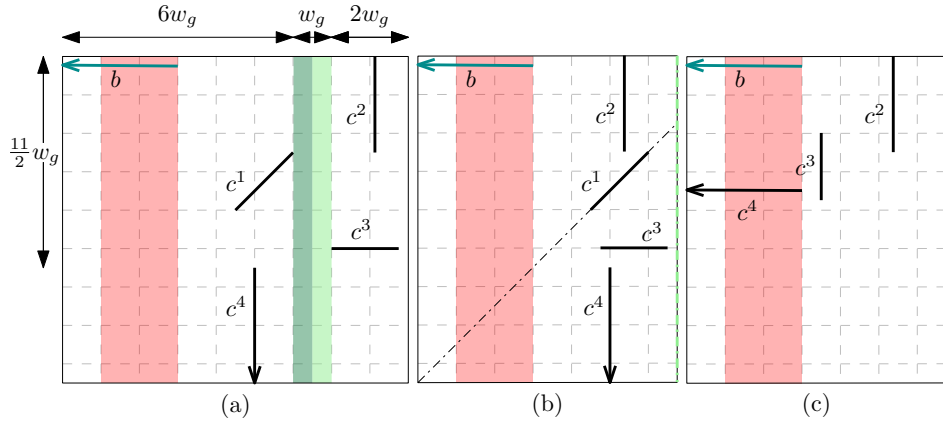 6w_g w_g 2w_g
b b b
c^2 c^2 c^2
11/2 w_g
c^1 c^1 c^3
c^4
c^3 c^3
c^4 c^4
(a) (b) (c)